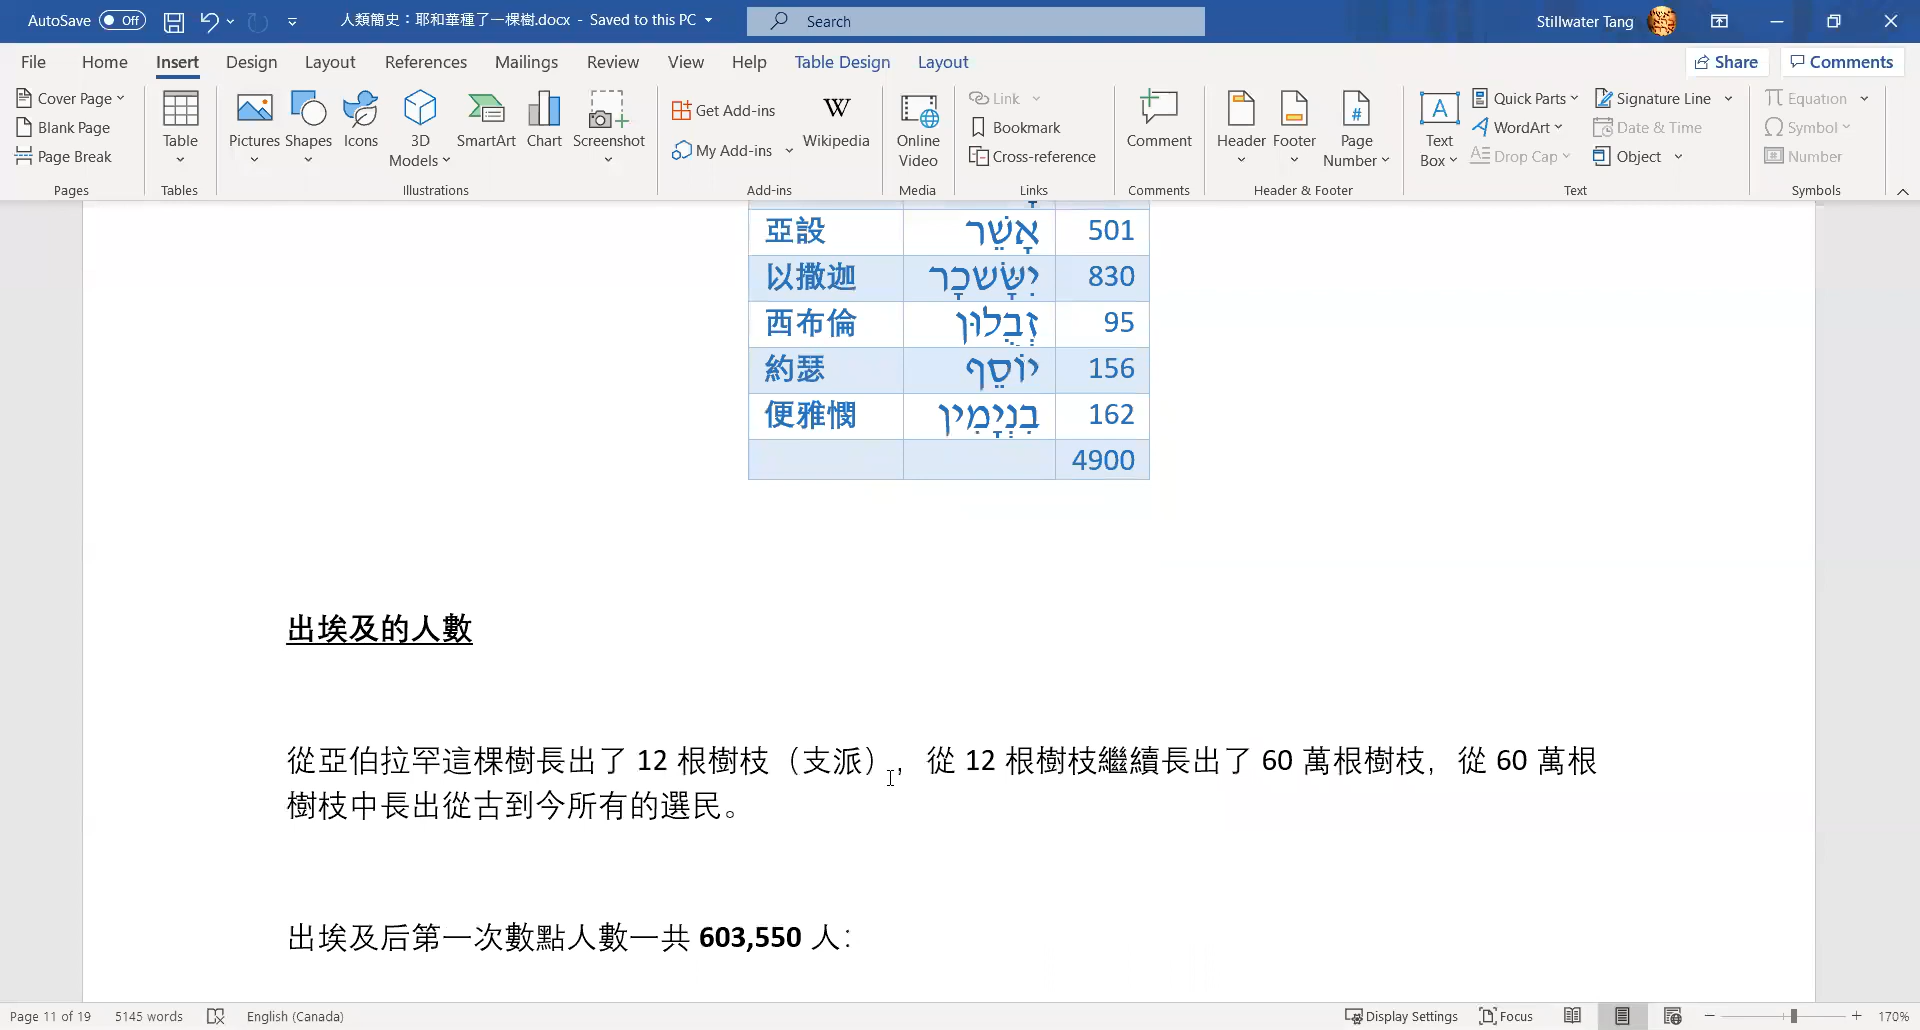 AutoSave Off 人類簡史：耶和華種了一棵樹.docx - Saved to this PC Search Stillwater Tang
File Home Insert Design Layout References Mailings Review View Help Table Design Layout Share Comments
Cover Page
Blank Page
Page Break
Pages
Table
Tables
Pictures Shapes Icons 3D Models SmartArt Chart Screenshot
Illustrations
Get Add-ins
My Add-ins
Wikipedia
Add-ins
Online Video
Media
Link
Bookmark
Cross-reference
Links
Comment
Comments
Header Footer Page Number
Header & Footer
Text Box
Quick Parts
WordArt
Drop Cap
Signature Line
Date & Time
Object
Text
Equation
Symbol
Number
Symbols
亞設 אָשֵׁר 501
以撒迦 יִשָּׂשכָר 830
西布倫 זְבֻלוּן 95
約瑟 יוֹסֵף 156
便雅憫 בִנְיָמִין 162
4900
出埃及的人數
從亞伯拉罕這棵樹長出了 12 根樹枝（支派），從 12 根樹枝繼續長出了 60 萬根樹枝，從 60 萬根
樹枝中長出從古到今所有的選民。
出埃及后第一次數點人數一共 603,550 人：
Page 11 of 19 5145 words English (Canada) Display Settings Focus 170%